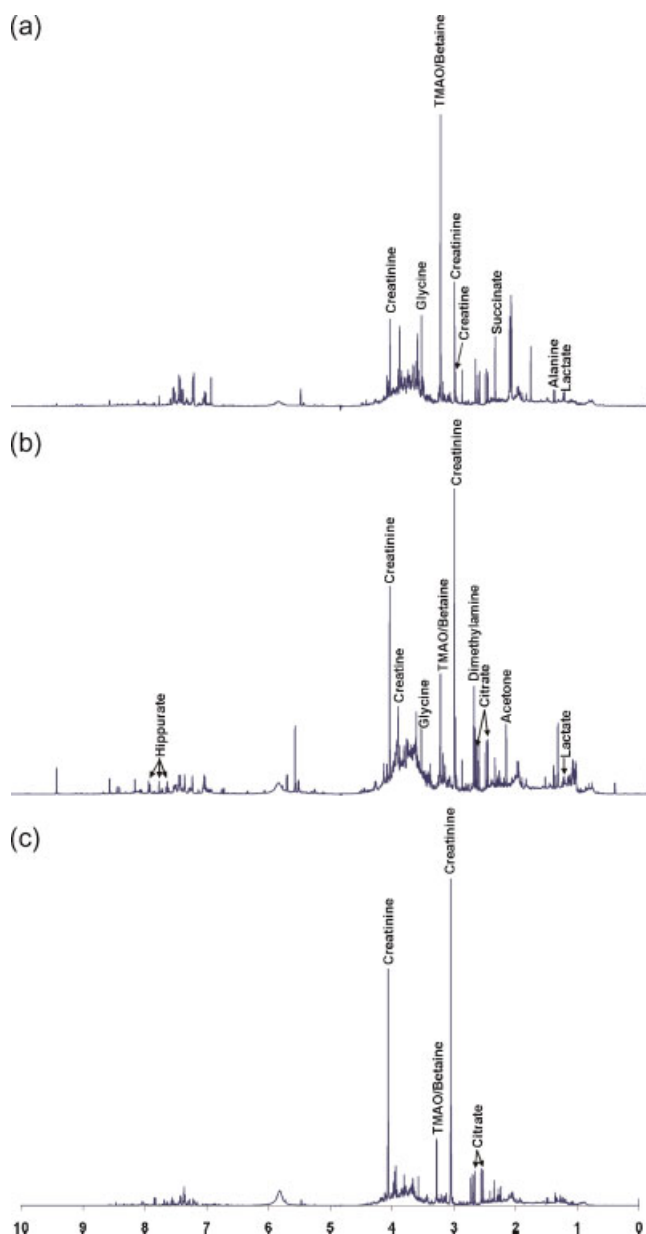 (a)
TMAO/Betaine
Creatinine
Creatinine
Glycine
Creatine
Succinate
Alanine
Lactate
(b)
Creatinine
Creatinine
TMAO/Betaine
Dimethylamine
Creatine
Glycine
Citrate
Acetone
Hippurate
Lactate
(c)
Creatinine
Creatinine
TMAO/Betaine
Citrate
10 9 8 7 6 5 4 3 2 1 0